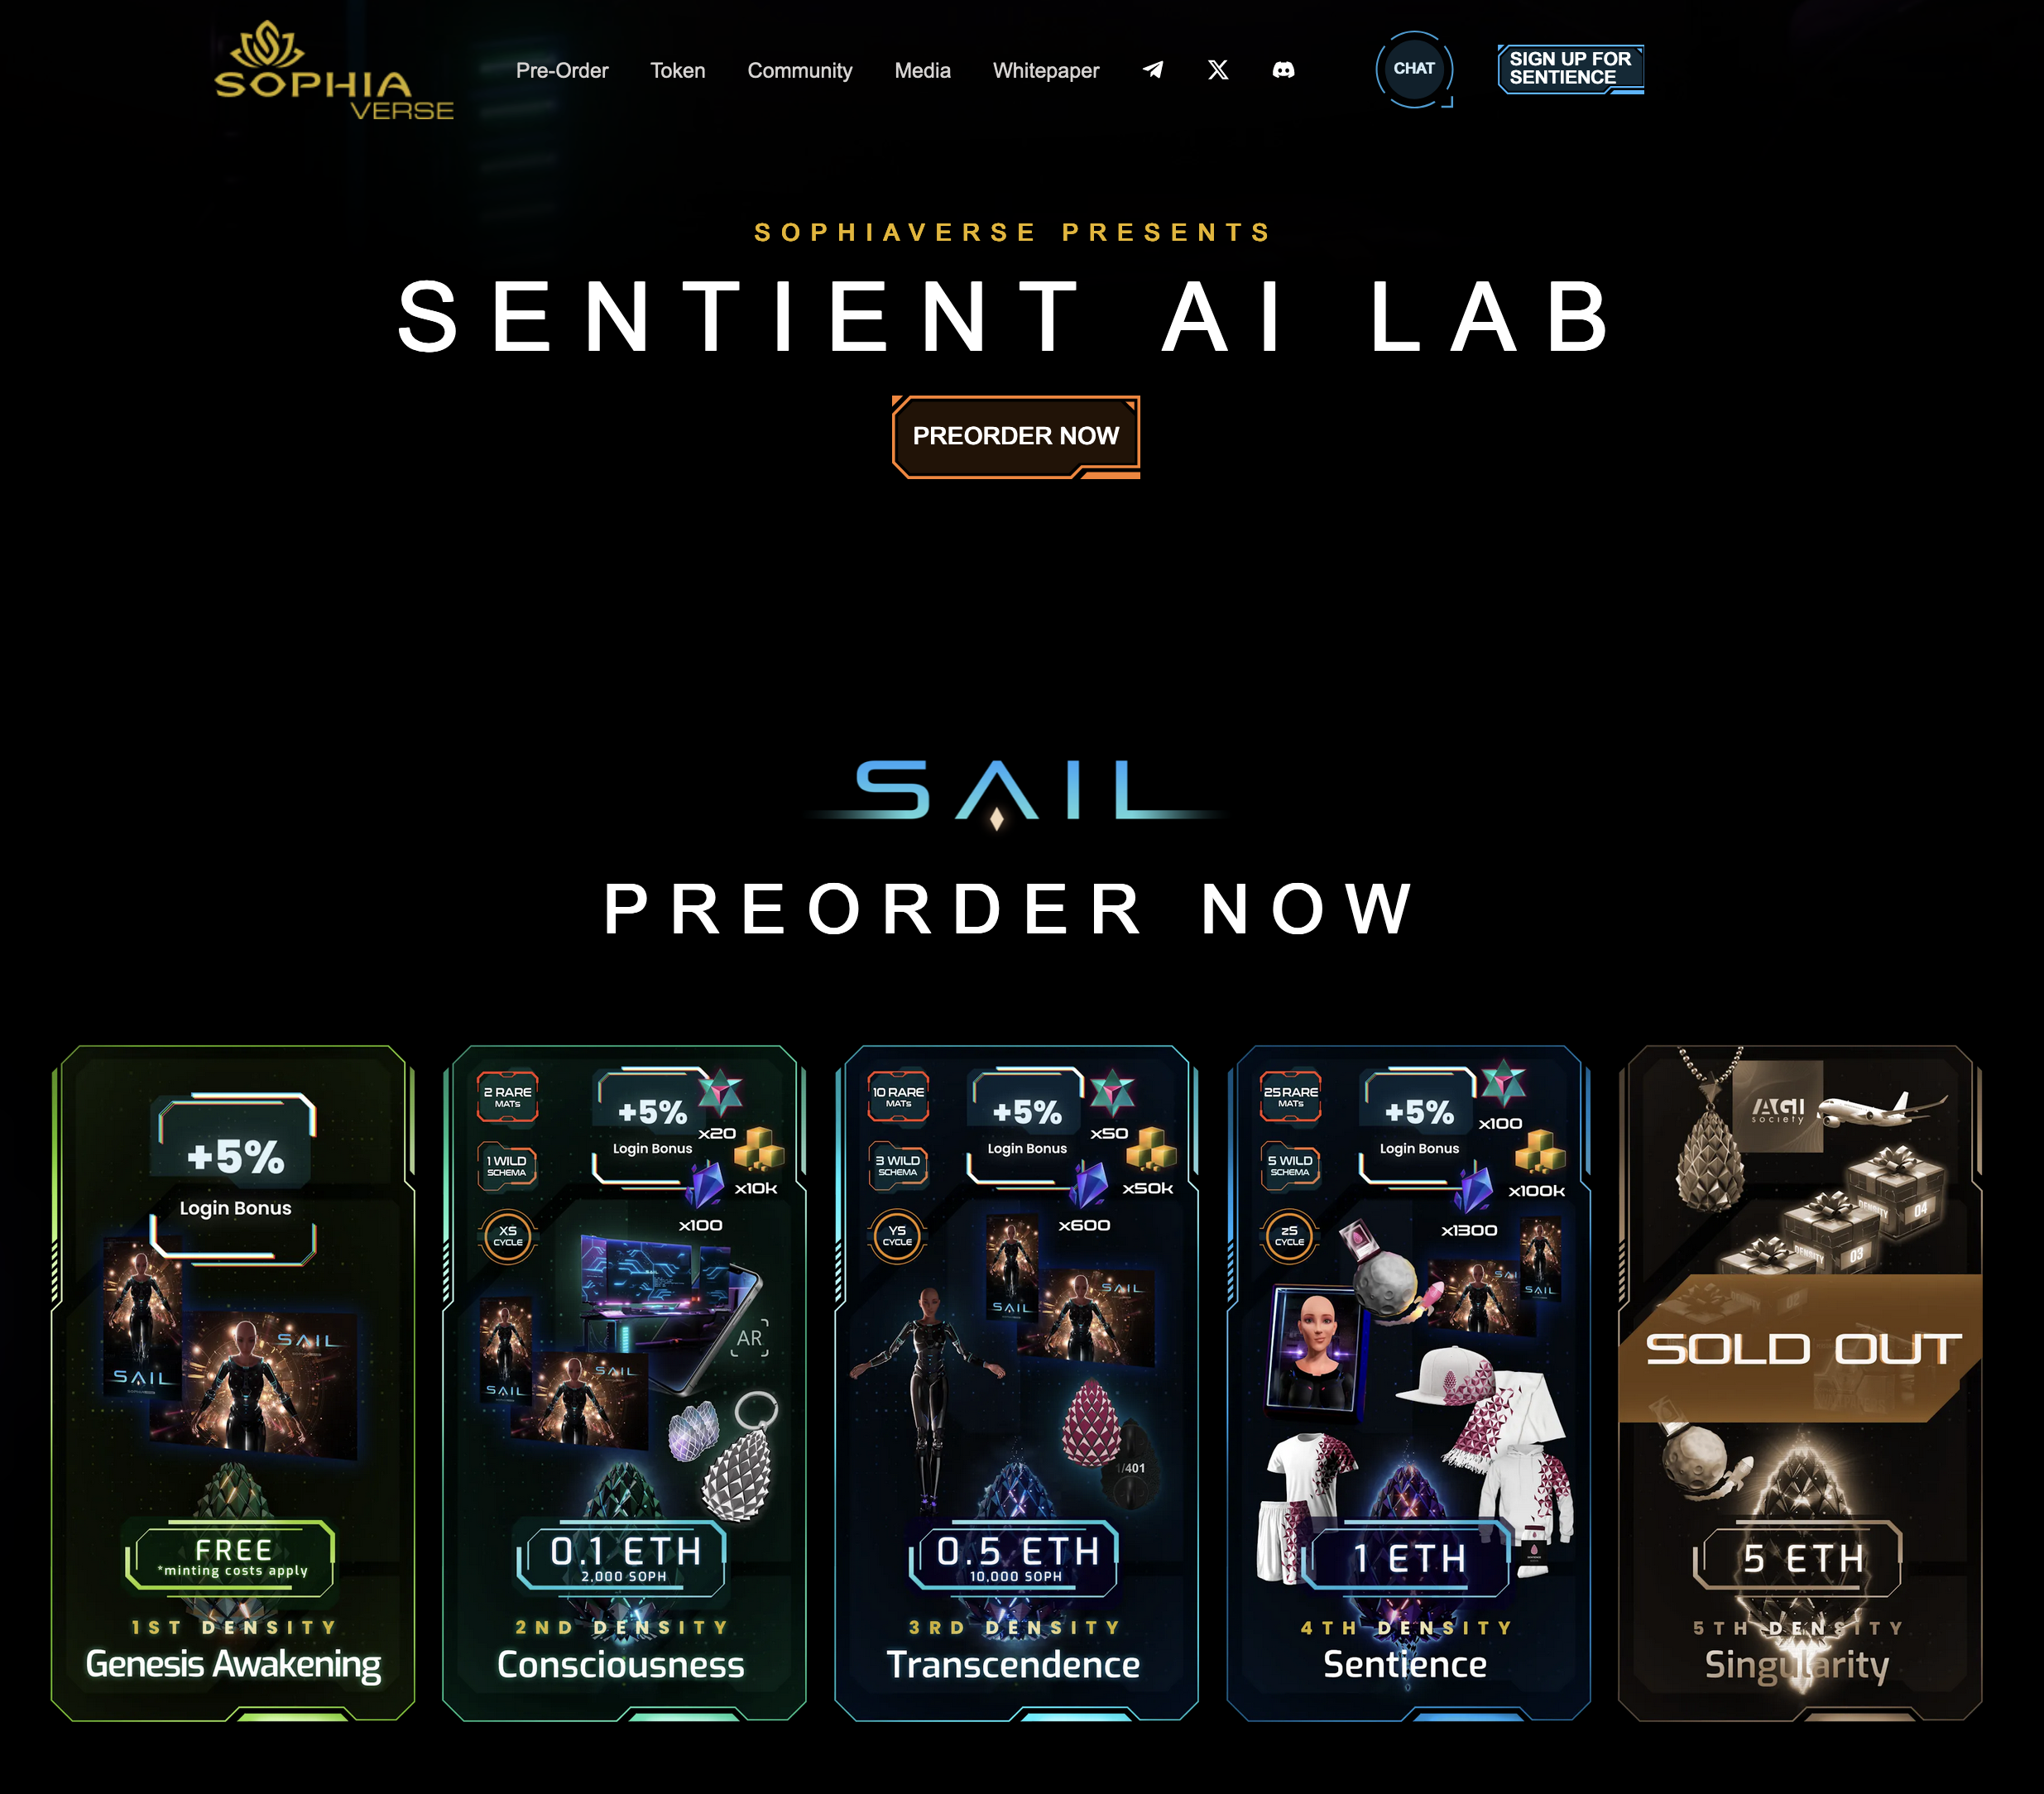 SOPHIA
VERSE
Pre-Order
Token
Community
Media
Whitepaper
CHAT
SIGN UP FOR
SENTIENCE
SOPHIAVERSE PRESENTS
SENTIENT AI LAB
PREORDER NOW
SAIL
PREORDER NOW
+5%
Login Bonus
SAIL
SAIL
FREE
*minting costs apply
1ST DENSITY
Genesis Awakening
2 RARE
MATs
1 WILD
SCHEMA
XS
CYCLE
+5%
Login Bonus
x20
x10k
x100
AR
SAIL
SAIL
0.1 ETH
2,000 SOPH
2ND DENSITY
Consciousness
10 RARE
MATs
3 WILD
SCHEMA
YS
CYCLE
+5%
Login Bonus
x50
x50k
x600
SAIL
SAIL
1/401
0.5 ETH
10,000 SOPH
3RD DENSITY
Transcendence
25 RARE
MATs
5 WILD
SCHEMA
ZS
CYCLE
+5%
Login Bonus
x100
x100k
x1300
SAIL
SAIL
1 ETH
4TH DENSITY
Sentience
AGI
society
DENSITY
04
DENSITY
03
SOLD OUT
5 ETH
5TH DENSITY
Singularity